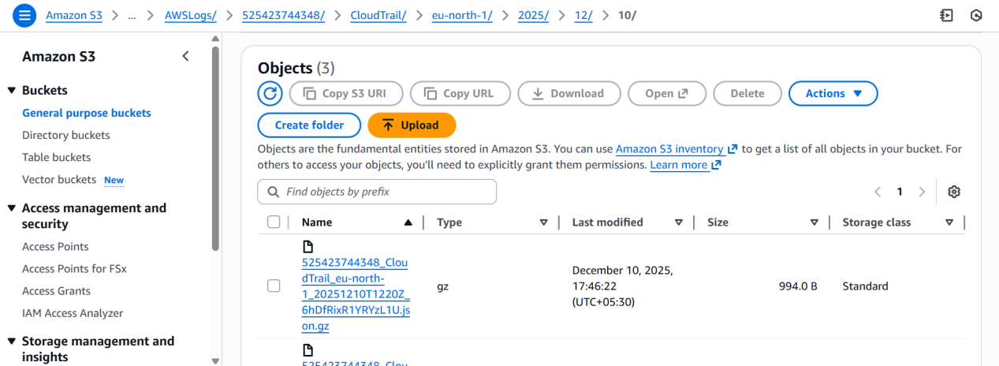 Amazon S3 > ... > AWSLogs/ > 525423744348/ > CloudTrail/ > eu-north-1/ > 2025/ > 12/ > 10/
Amazon S3
Buckets
General purpose buckets
Directory buckets
Table buckets
Vector buckets New
Access management and
security
Access Points
Access Points for FSx
Access Grants
IAM Access Analyzer
Storage management and
insights
Objects (3)
Copy S3 URI Copy URL Download Open Delete Actions
Create folder Upload
Objects are the fundamental entities stored in Amazon S3. You can use Amazon S3 inventory to get a list of all objects in your bucket. For
others to access your objects, you'll need to explicitly grant them permissions. Learn more
Find objects by prefix
1
Name Type Last modified Size Storage class
525423744348_Clou
dTrail_eu-north-
1_20251210T1220Z_
6hDfRixR1YRYzL1U.js
on.gz
gz
December 10, 2025,
17:46:22
(UTC+05:30)
994.0 B
Standard
525423744348_Clou